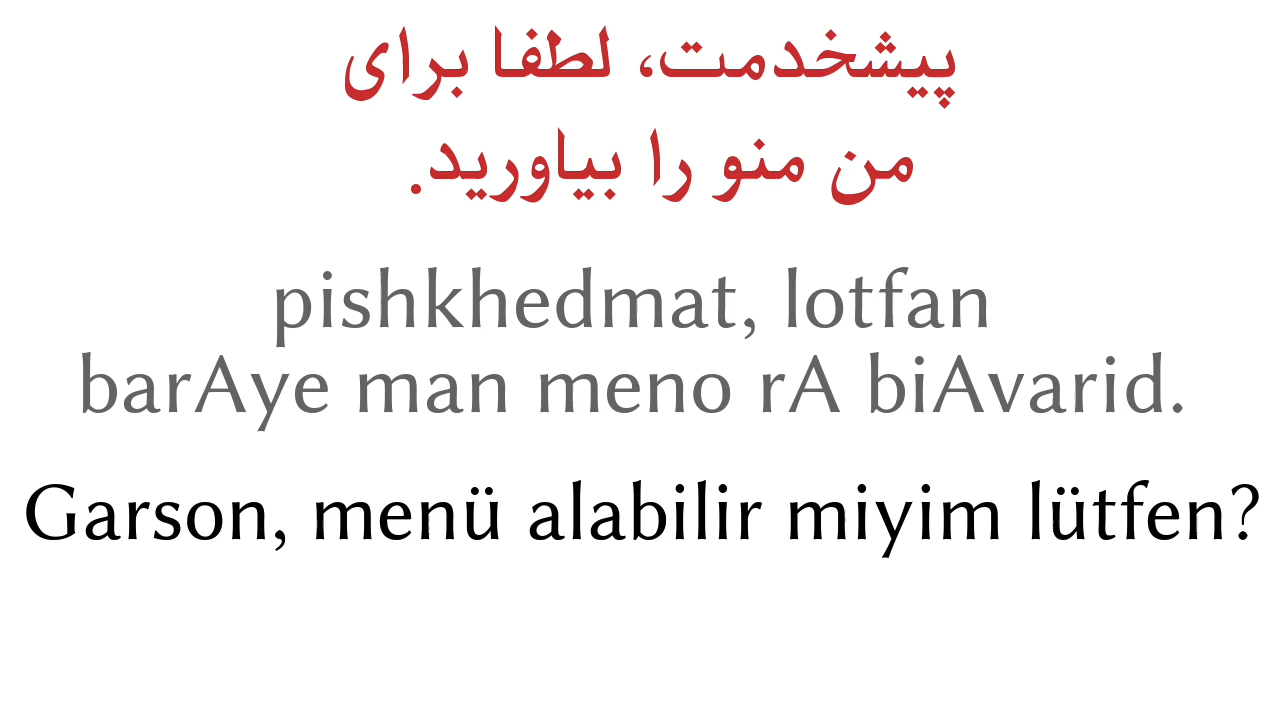 پیشخدمت، لطفا برای
من منو را بیاورید.
pishkhedmat, lotfan
barAye man meno rA biAvarid.
Garson, menü alabilir miyim lütfen?